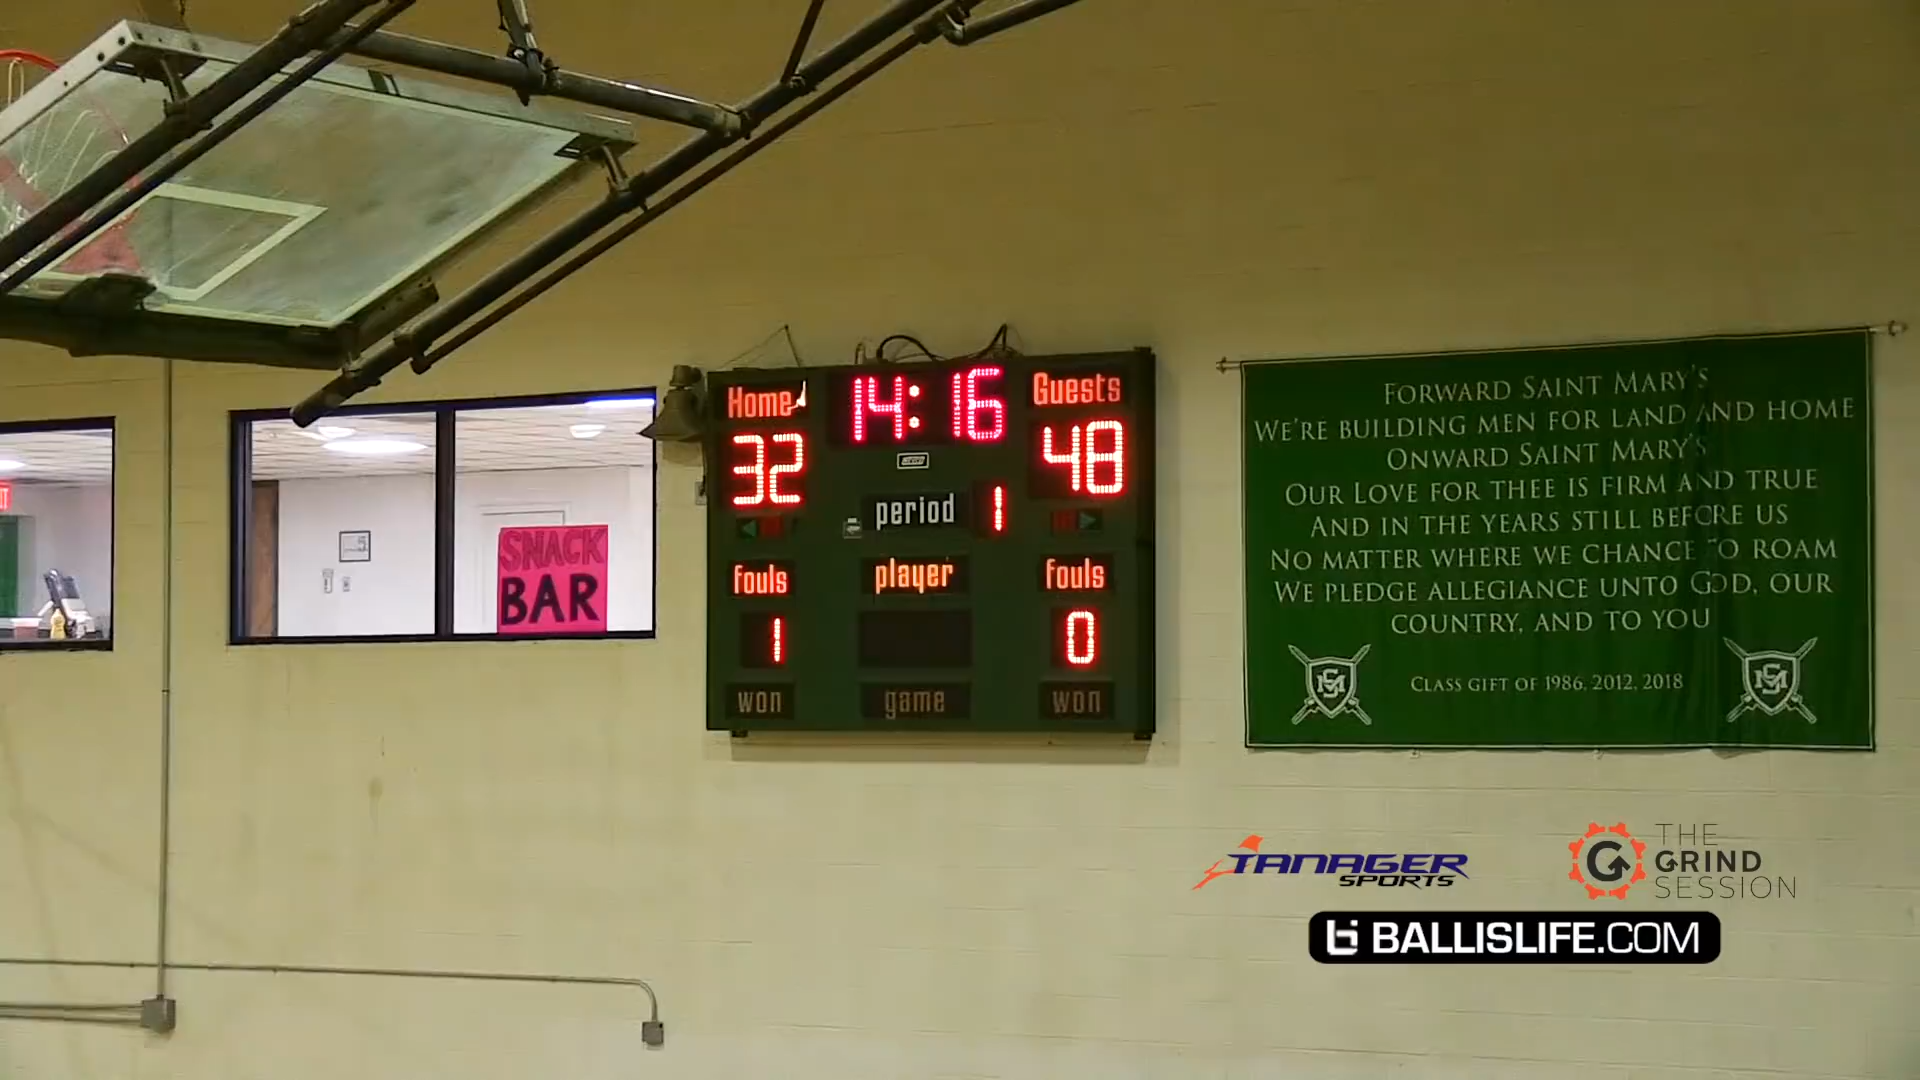 Home
14:16
Guests
32
48
period
1
fouls
player
fouls
1
0
won
game
won
SNACK
BAR
FORWARD SAINT MARY'S
WE'RE BUILDING MEN FOR LAND AND HOME
ONWARD SAINT MARY'S
OUR LOVE FOR THEE IS FIRM AND TRUE
AND IN THE YEARS STILL BEFORE US
NO MATTER WHERE WE CHANCE TO ROAM
WE PLEDGE ALLEGIANCE UNTO GOD, OUR
COUNTRY, AND TO YOU
CLASS GIFT OF 1986, 2012, 2018
TANAGER
SPORTS
THE
GRIND
SESSION
BALLISLIFE.COM